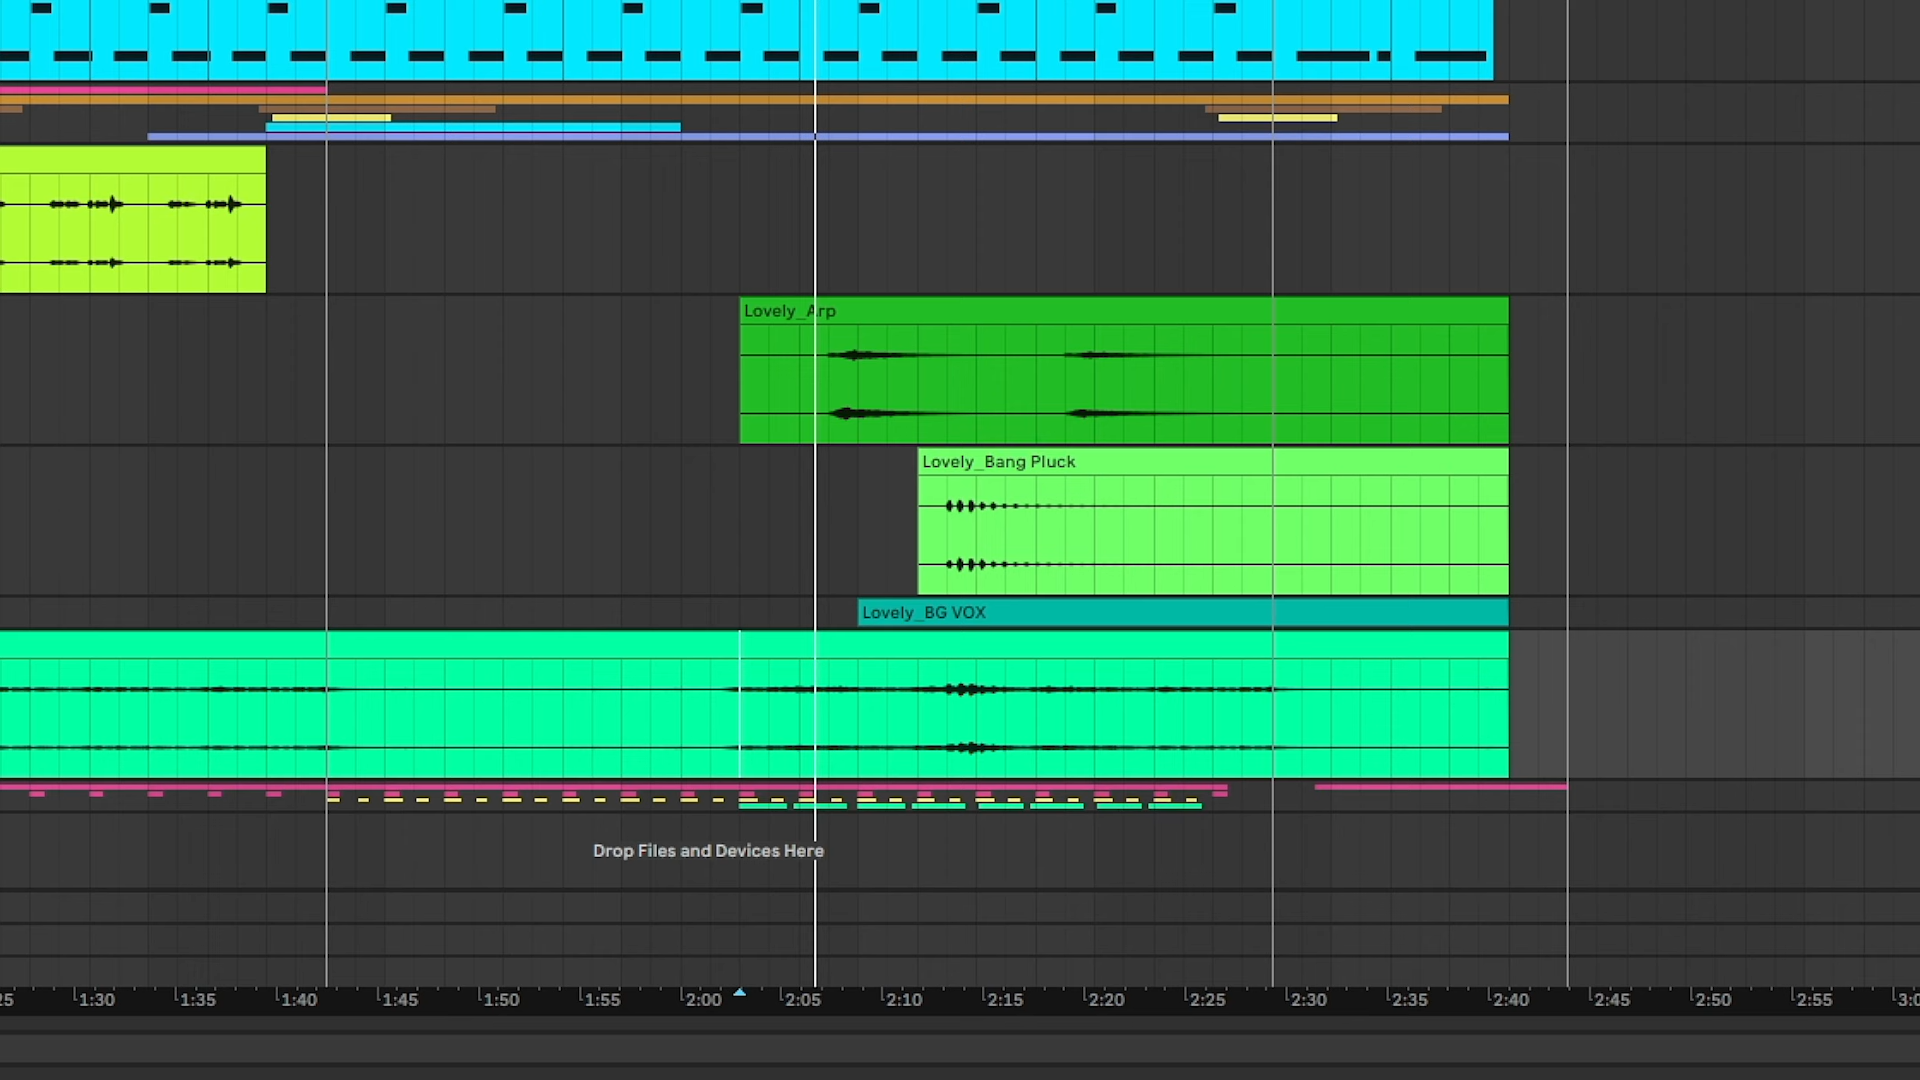 Lovely_Arp
Lovely_Bang Pluck
Lovely_BG VOX
Drop Files and Devices Here
25 1:30 1:35 1:40 1:45 1:50 1:55 2:00 2:05 2:10 2:15 2:20 2:25 2:30 2:35 2:40 2:45 2:50 2:55 3:0